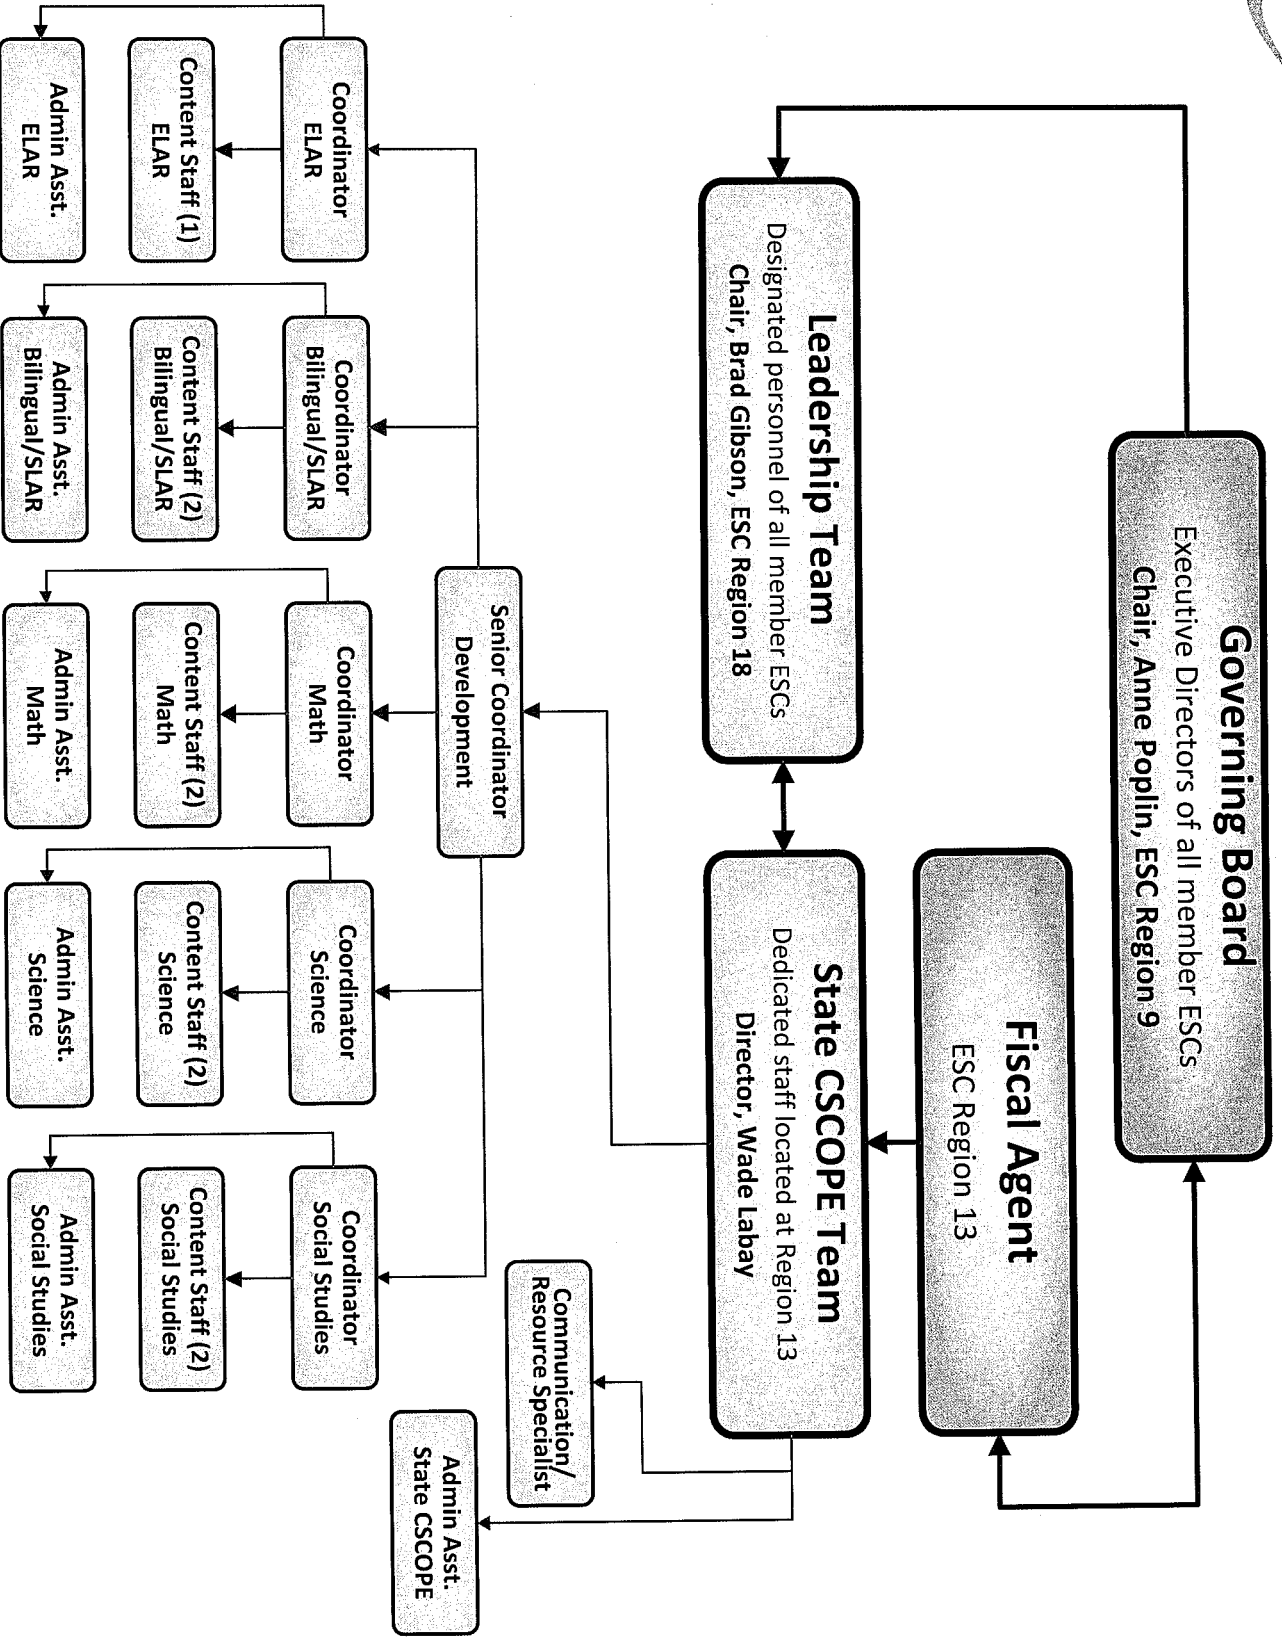 Governing Board
Executive Directors of all member ESCs
Chair, Anne Poplin, ESC Region 9
Fiscal Agent
ESC Region 13
Leadership Team
Designated personnel of all member ESCs
Chair, Brad Gibson, ESC Region 18
State CSCOPE Team
Dedicated staff located at Region 13
Director, Wade Labay
Communication/
Resource Specialist
Admin Asst.
State CSCOPE
Senior Coordinator
Development
Coordinator
ELAR
Coordinator
Bilingual/SLAR
Coordinator
Math
Coordinator
Science
Coordinator
Social Studies
Content Staff (1)
ELAR
Content Staff (2)
Bilingual/SLAR
Content Staff (2)
Math
Content Staff (2)
Science
Content Staff (2)
Social Studies
Admin Asst.
ELAR
Admin Asst.
Bilingual/SLAR
Admin Asst.
Math
Admin Asst.
Science
Admin Asst.
Social Studies